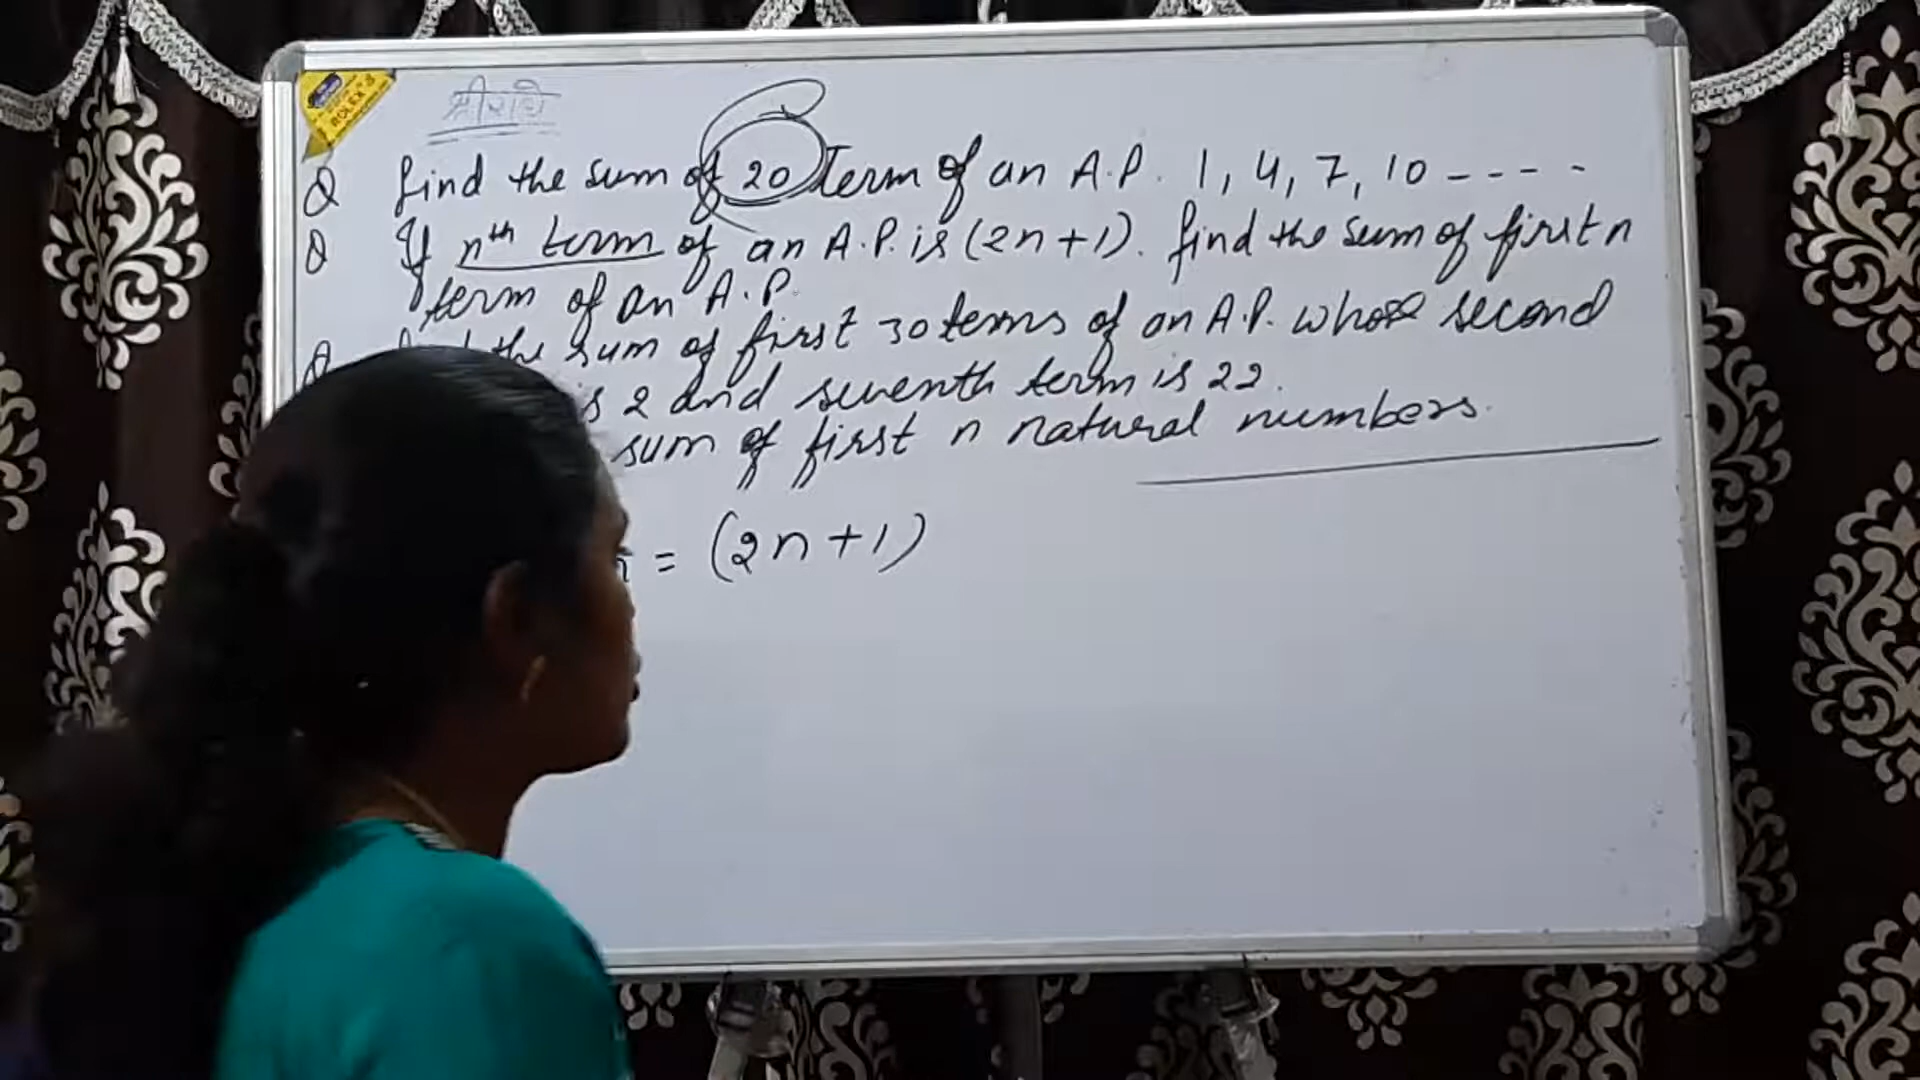 श्रीराधे
ROLEX'S
Q find the sum of 20 term of an A.P. 1, 4, 7, 10 -----
Q If nth term of an A.P. is (2n+1). find the sum of first n
term of an A.P.
the sum of first 30 terms of an A.P. whose second
is 2 and seventh term is 22.
sum of first n natural numbers.
= (2n+1)